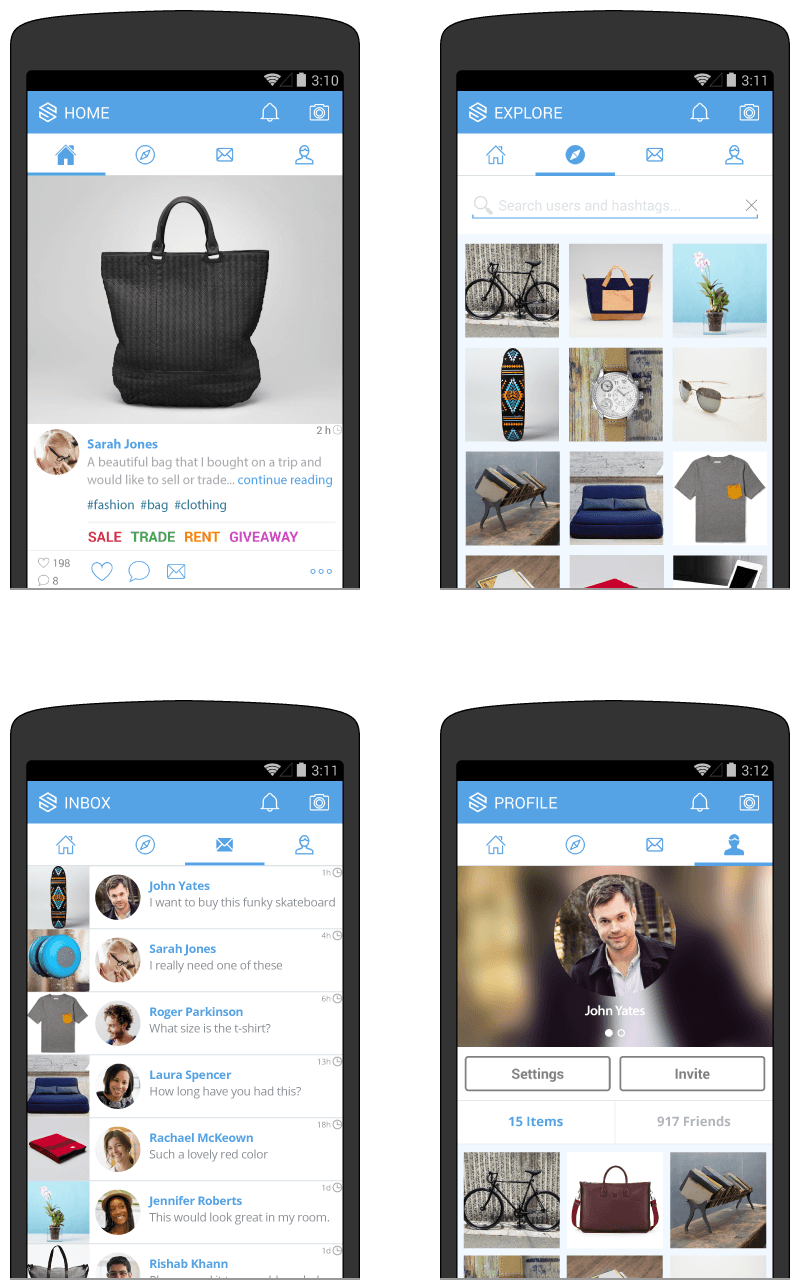 3:10
HOME
2 h
Sarah Jones
A beautiful bag that I bought on a trip and
would like to sell or trade... continue reading
#fashion #bag #clothing
SALE TRADE RENT GIVEAWAY
198
8
3:11
EXPLORE
Search users and hashtags...
3:11
INBOX
1h
John Yates
I want to buy this funky skateboard
4h
Sarah Jones
I really need one of these
6h
Roger Parkinson
What size is the t-shirt?
13h
Laura Spencer
How long have you had this?
18h
Rachael McKeown
Such a lovely red color
1d
Jennifer Roberts
This would look great in my room.
1d
Rishab Khann
3:12
PROFILE
John Yates
Settings Invite
15 Items 917 Friends